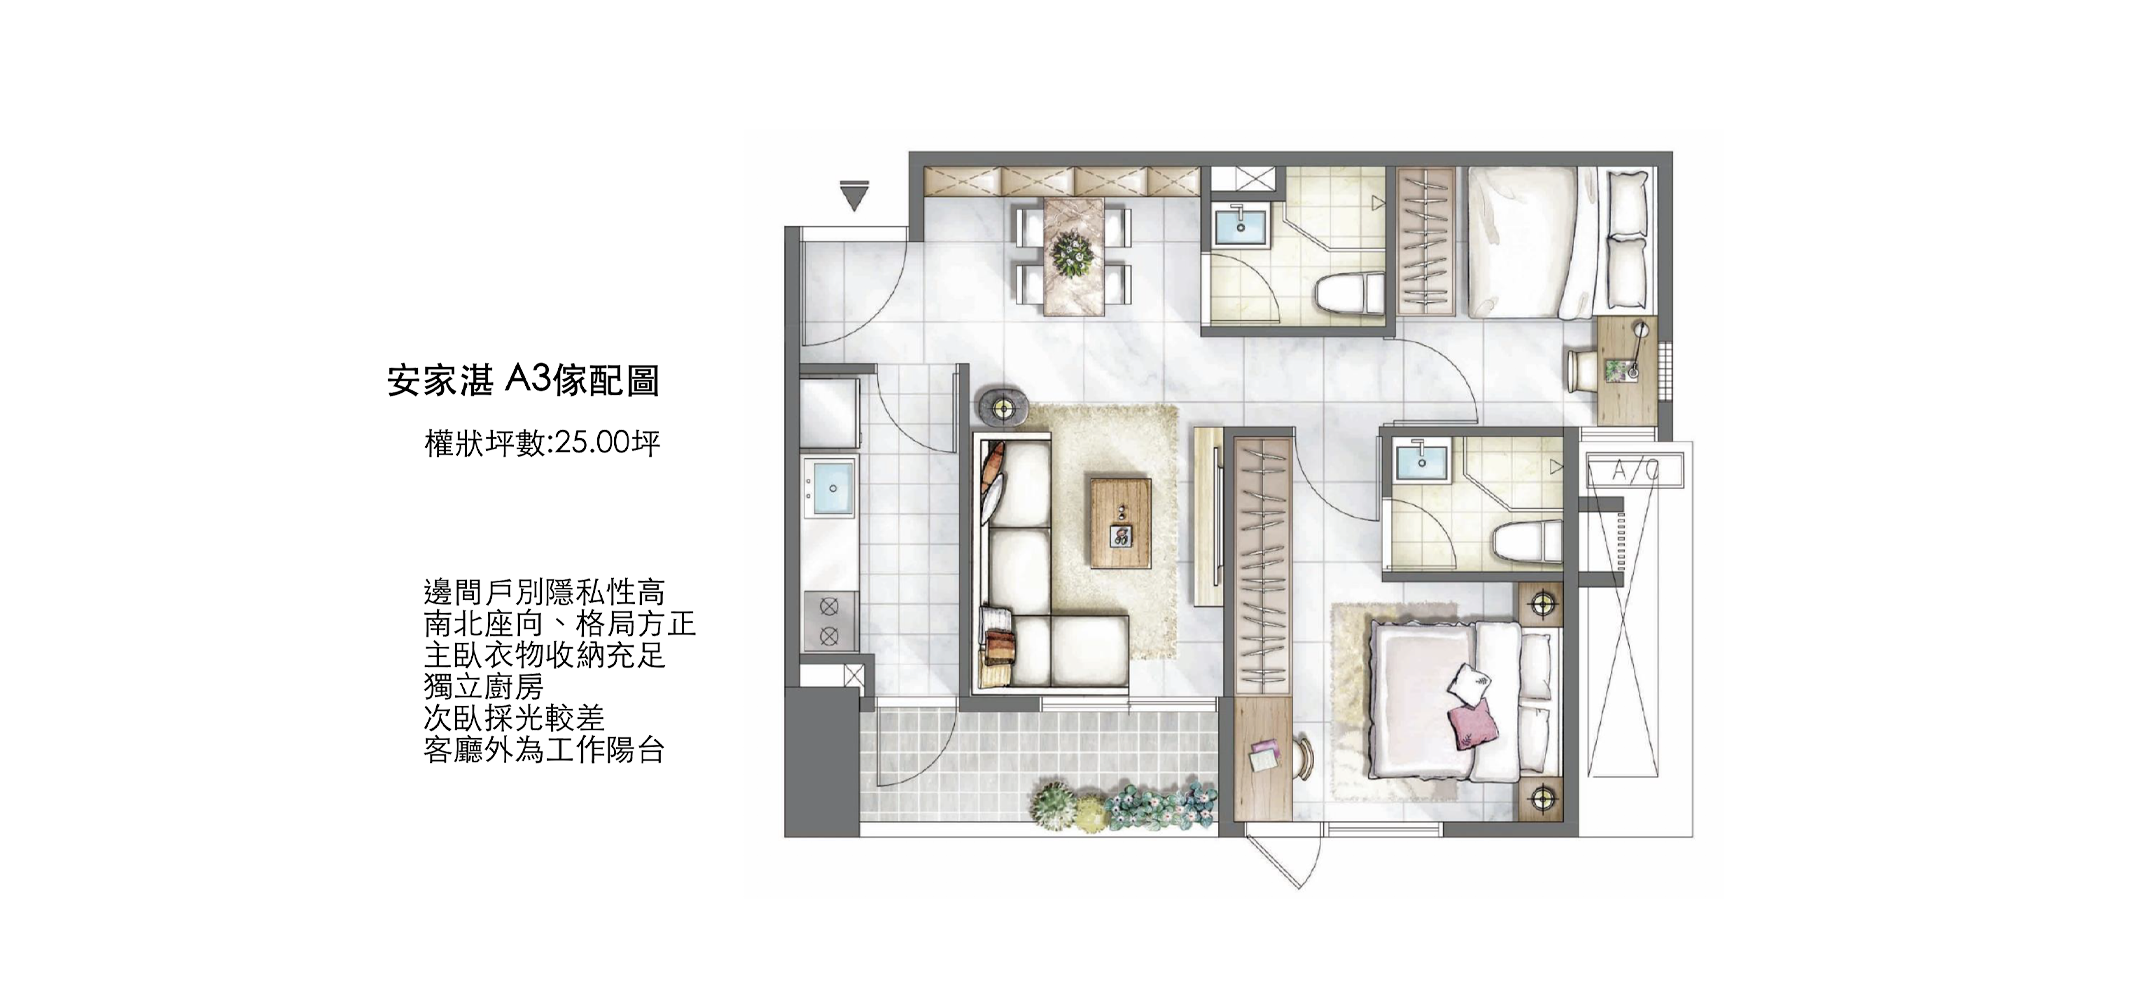 安家湛 A3傢配圖
權狀坪數:25.00坪
邊間戶別隱私性高
南北座向、格局方正
主臥衣物收納充足
獨立廚房
次臥採光較差
客廳外為工作陽台
A/C